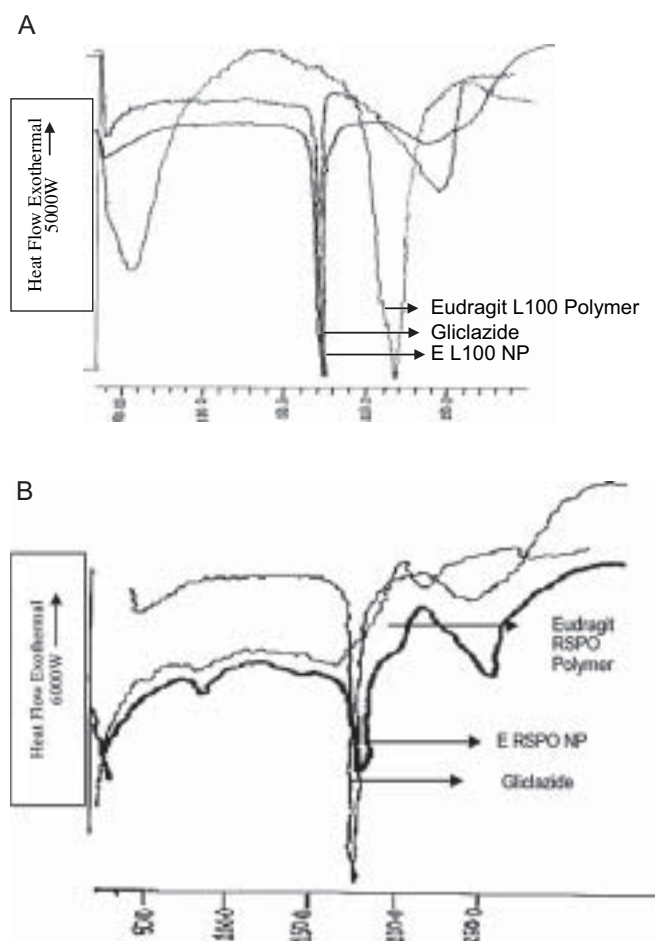 A
Heat Flow Exothermal
5000W
Eudragit L100 Polymer
Gliclazide
E L100 NP
B
Heat Flow Exothermal
6000W
Eudragit
RSPO
Polymer
E RSPO NP
Gliclazide